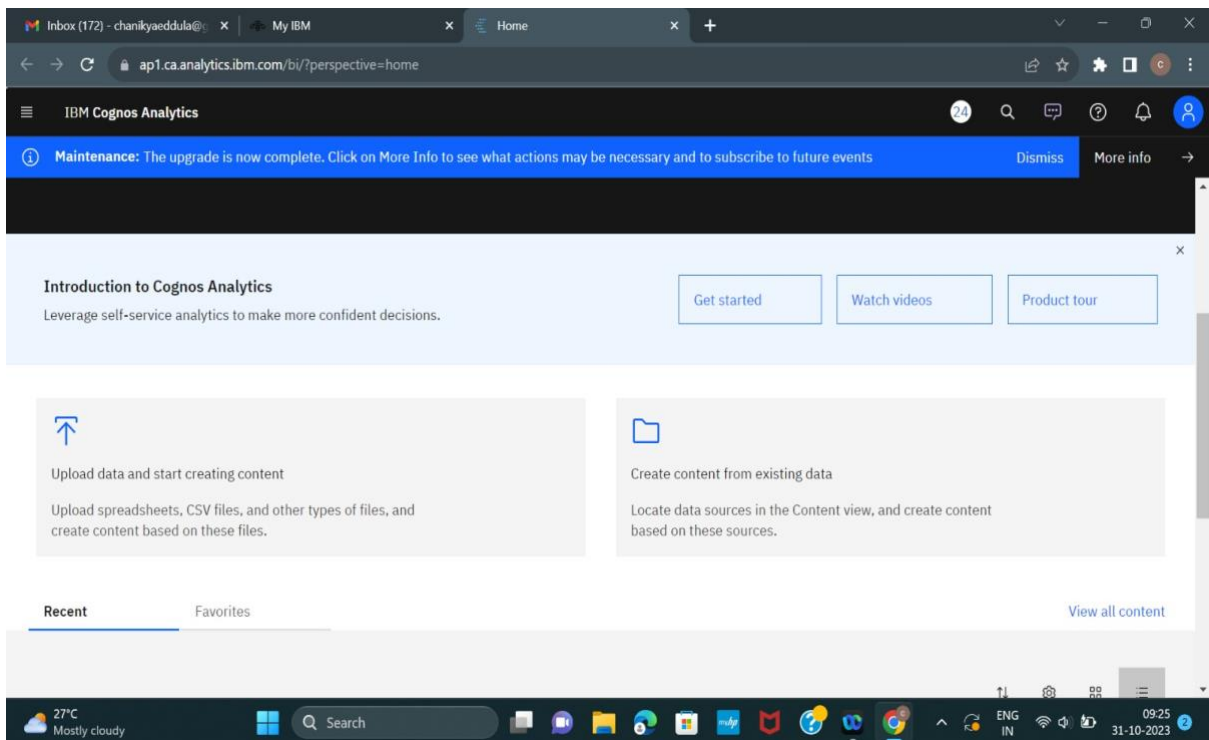 Inbox (172) - chanikyaeddula@g
My IBM
Home
ap1.ca.analytics.ibm.com/bi/?perspective=home
C
IBM Cognos Analytics
24
Maintenance: The upgrade is now complete. Click on More Info to see what actions may be necessary and to subscribe to future events
Dismiss
More info
Introduction to Cognos Analytics
Leverage self-service analytics to make more confident decisions.
Get started
Watch videos
Product tour
Upload data and start creating content
Upload spreadsheets, CSV files, and other types of files, and
create content based on these files.
Create content from existing data
Locate data sources in the Content view, and create content
based on these sources.
Recent
Favorites
View all content
27°C
Mostly cloudy
Search
ENG
IN
09:25
31-10-2023
2